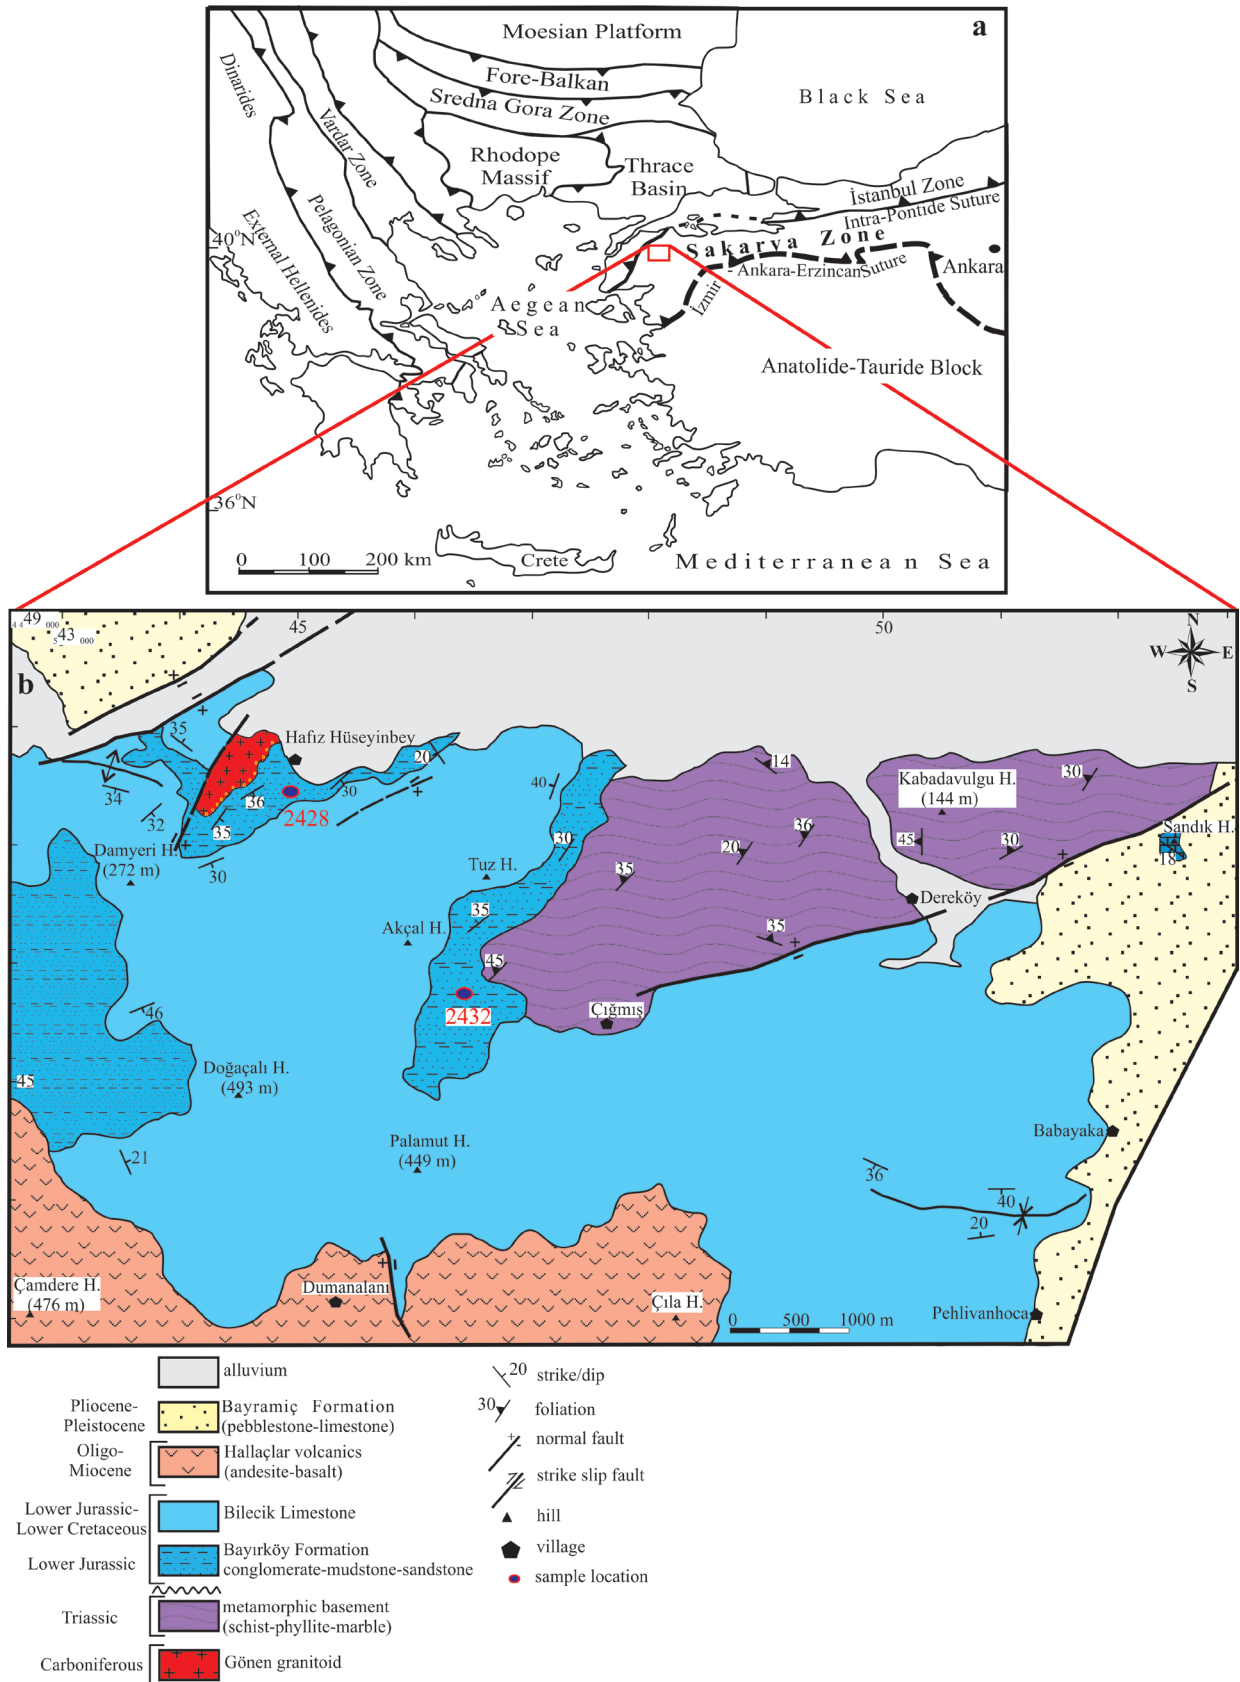 a
Moesian Platform
Fore-Balkan
Sredna Gora Zone
Black Sea
Dinarides
Vardar Zone
Rhodope
Massif
Thrace
Basin
İstanbul Zone
Intra-Pontide Suture
Pelagonian Zone
External Hellenides
40°N
Sakarya Zone
Ankara-Erzincan Suture
Ankara
İzmir
Aegean
Sea
Anatolide-Tauride Block
36°N
0 100 200 km
Crete
Mediterranean Sea
b
4449000
543000
45
50
N
W E
S
35
Hafız Hüseyinbey
20
34
32
36
35
30
2428
30
40
14
Kabadavulgu H.
(144 m)
30
Sandık H.
18
Damyeri H.
(272 m)
Tuz H.
30
20
36
45
30
35
Dereköy
Akçal H.
35
35
45
46
2432
Çığmış
45
Doğaçalı H.
(493 m)
Babayaka
21
Palamut H.
(449 m)
36
40
20
Çamdere H.
(476 m)
Dumanalanı
Çıla H.
0 500 1000 m
Pehlivanhoca
alluvium
Pliocene-
Pleistocene
Bayramiç Formation
(pebblestone-limestone)
Oligo-
Miocene
Hallaçlar volcanics
(andesite-basalt)
Lower Jurassic-
Lower Cretaceous
Bilecik Limestone
Lower Jurassic
Bayırköy Formation
conglomerate-mudstone-sandstone
Triassic
metamorphic basement
(schist-phyllite-marble)
Carboniferous
Gönen granitoid
20 strike/dip
30 foliation
normal fault
strike slip fault
hill
village
sample location